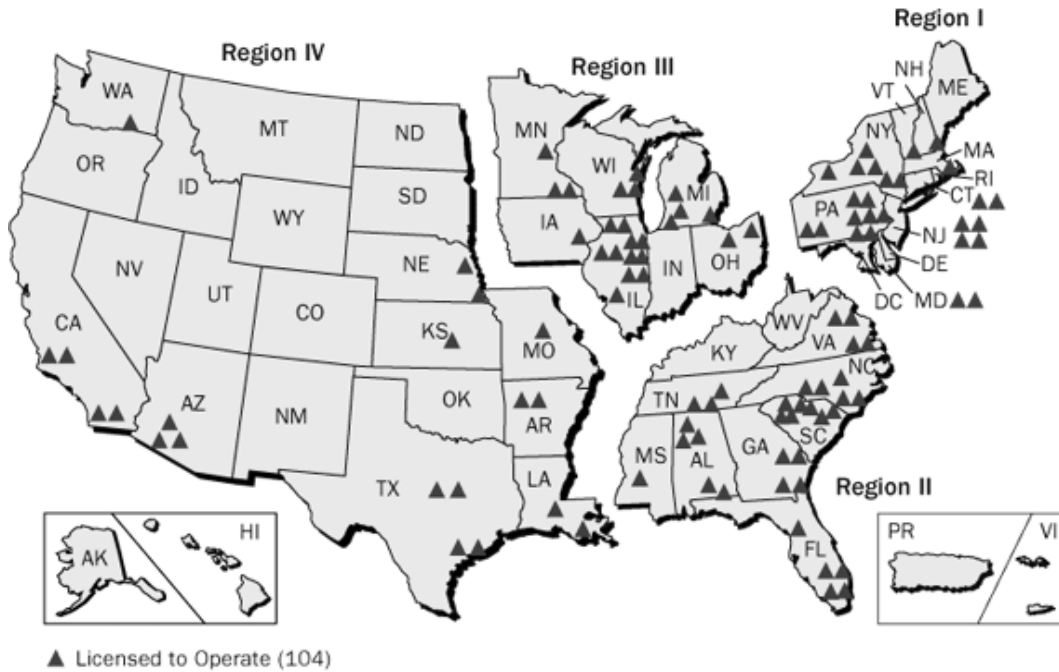 Region I
Region IV
Region III
NH
VT
ME
WA
MT
ND
MN
NY
OR
ID
WI
MA
SD
MI
RI
WY
CT
IA
PA
NE
NJ
NV
OH
DE
UT
IN
IL
CO
DC
MD
CA
KS
MO
WV
VA
KY
NC
AZ
OK
TN
NM
AR
SC
MS
AL
GA
TX
LA
Region II
HI
PR
VI
AK
FL
Licensed to Operate (104)